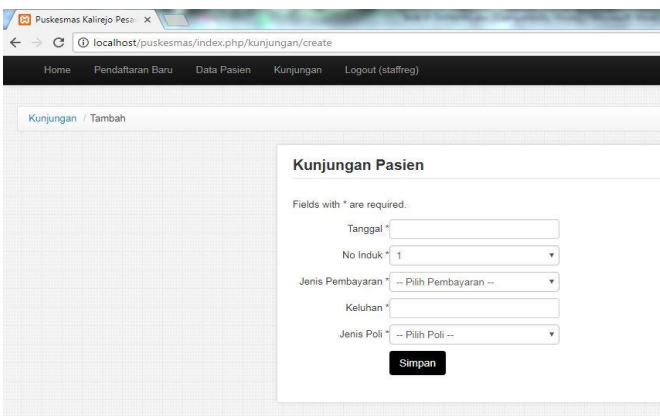 Puskesmas Kalirejo Pesa
localhost/puskesmas/index.php/kunjungan/create
Home Pendaftaran Baru Data Pasien Kunjungan Logout (staffreg)
Kunjungan / Tambah
Kunjungan Pasien
Fields with * are required.
Tanggal *
No Induk * 1
Jenis Pembayaran * -- Pilih Pembayaran --
Keluhan *
Jenis Poli * -- Pilih Poli --
Simpan